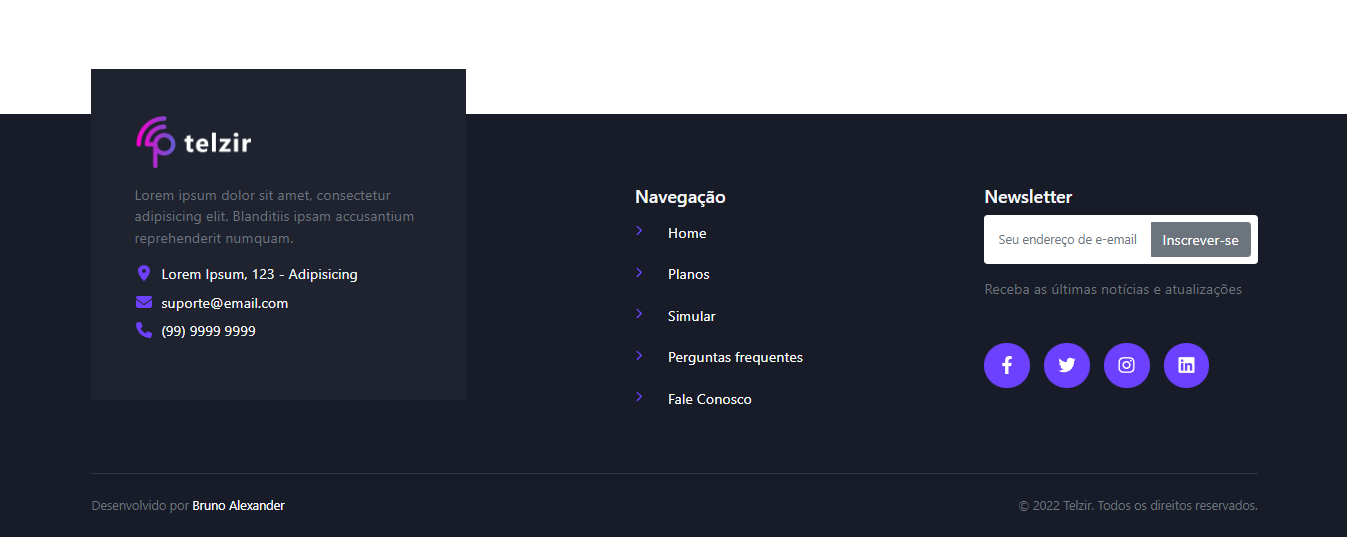 telzir
Lorem ipsum dolor sit amet, consectetur
adipisicing elit. Blanditiis ipsam accusantium
reprehenderit numquam.
Lorem Ipsum, 123 - Adipisicing
suporte@email.com
(99) 9999 9999
Navegação
Home
Planos
Simular
Perguntas frequentes
Fale Conosco
Newsletter
Seu endereço de e-email
Inscrever-se
Receba as últimas notícias e atualizações
Desenvolvido por Bruno Alexander
© 2022 Telzir. Todos os direitos reservados.